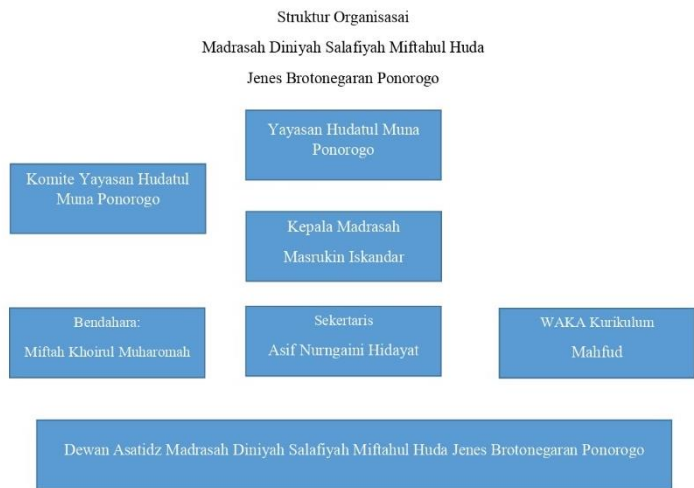 Struktur Organisasai
Madrasah Diniyah Salafiyah Miftahul Huda
Jenes Brotonegaran Ponorogo
Yayasan Hudatul Muna
Ponorogo
Komite Yayasan Hudatul
Muna Ponorogo
Kepala Madrasah
Masrukin Iskandar
Bendahara:
Miftah Khoirul Muharomah
Sekertaris
Asif Nurngaini Hidayat
WAKA Kurikulum
Mahfud
Dewan Asatidz Madrasah Diniyah Salafiyah Miftahul Huda Jenes Brotonegaran Ponorogo